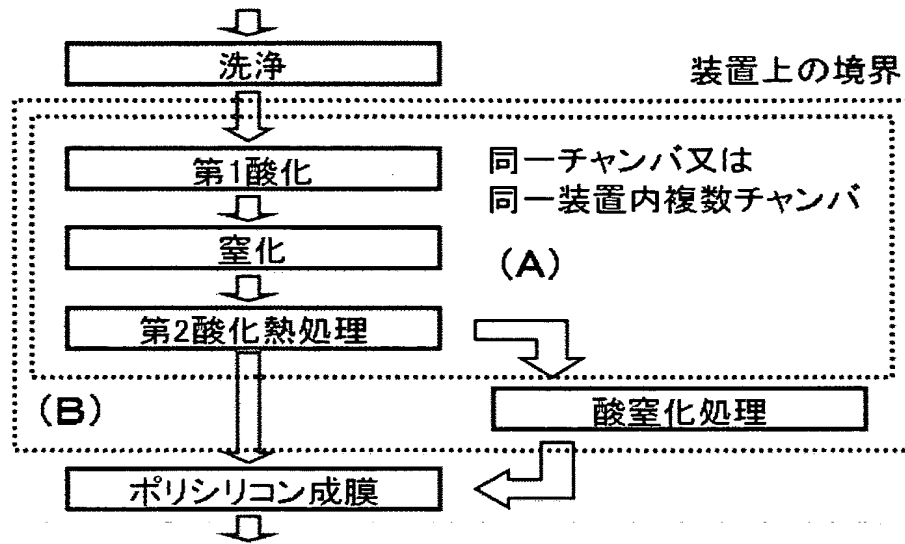 洗浄
装置上の境界
第1酸化
同一チャンバ又は
同一装置内複数チャンバ
窒化
(A)
第2酸化熱処理
(B)
酸窒化処理
ポリシリコン成膜